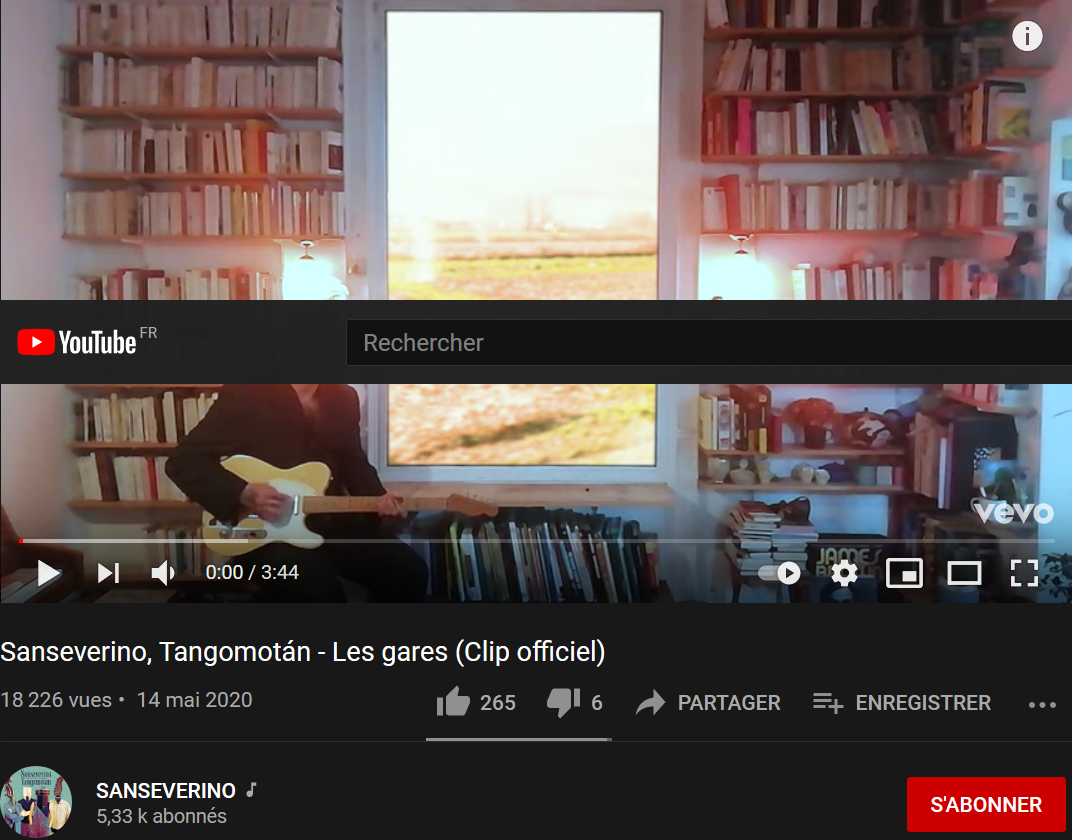 YouTube FR
Rechercher
vevo
0:00 / 3:44
Sanseverino, Tangomotán - Les gares (Clip officiel)
18 226 vues • 14 mai 2020
265
6
PARTAGER
ENREGISTRER
SANSEVERINO
5,33 k abonnés
S'ABONNER